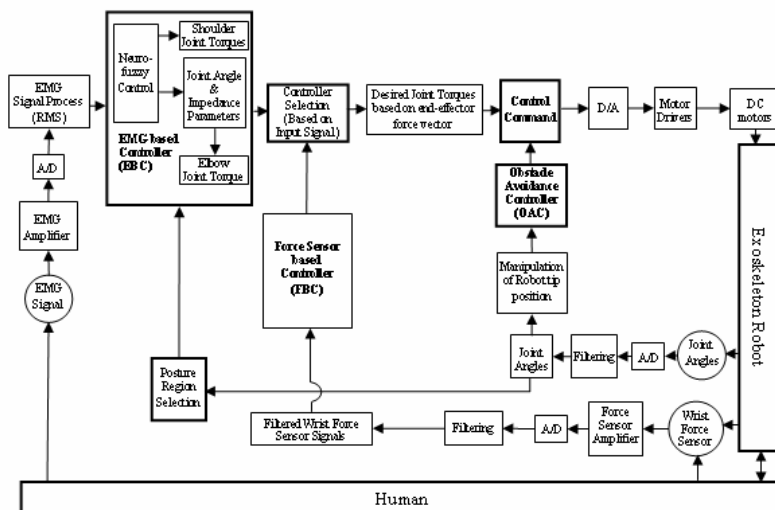 EMG
Signal Process
(RMS)
A/D
EMG
Amplifier
EMG
Signal
Neuro-
fuzzy
Control
Shoulder
Joint Torques
Joint Angle
&
Impedance
Parameters
EMG based
Controller
(EBC)
Elbow
Joint Torque
Controller
Selection
(Based on
Input Signal)
Desired Joint Torques
based on end-effector
force vector
Control
Command
D/A
Motor
Drivers
DC
motors
Obstacle
Avoidance
Controller
(OAC)
Force Sensor
based
Controller
(FBC)
Manipulation
of Robot tip
position
Exoskeleton Robot
Posture
Region
Selection
Joint
Angles
Filtering
A/D
Joint
Angles
Filtered Wrist Force
Sensor Signals
Filtering
A/D
Force
Sensor
Amplifier
Wrist
Force
Sensor
Human